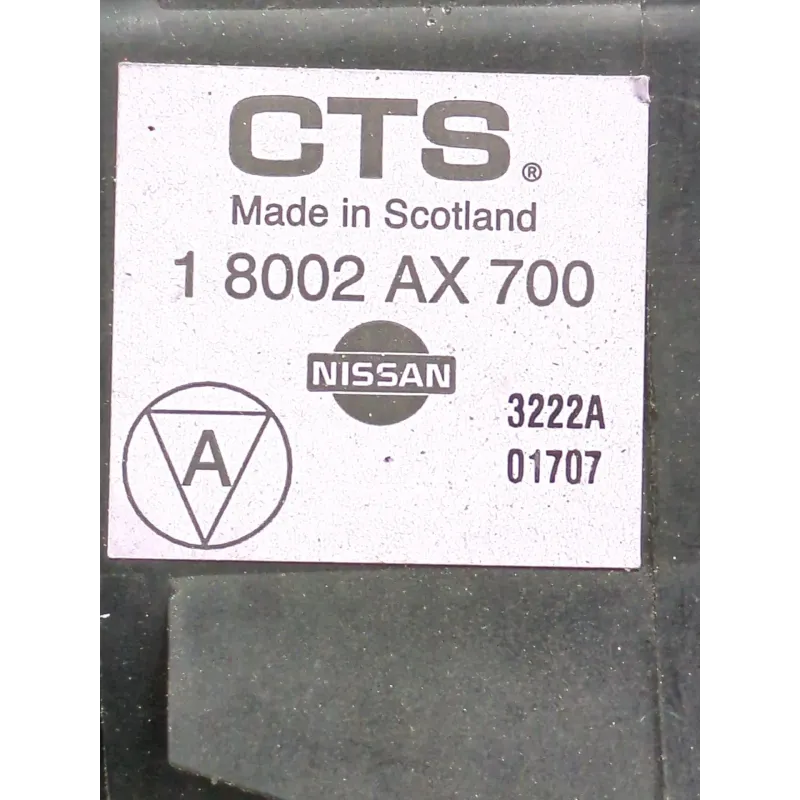 CTS®
Made in Scotland
1 8002 AX 700
NISSAN
3222A
A
01707